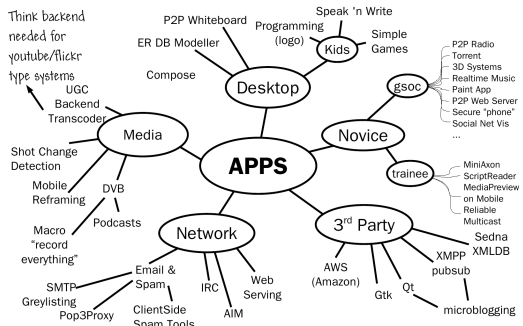 Think backend
needed for
youtube/flickr
type systems
P2P Whiteboard
ER DB Modeller
Compose
Desktop
Speak 'n Write
Programming
(logo)
Kids
Simple
Games
gsoc
P2P Radio
Torrent
3D Systems
Realtime Music
Paint App
P2P Web Server
Secure "phone"
Social Net Vis
...
Novice
trainee
MiniAxon
ScriptReader
MediaPreview
on Mobile
Reliable
Multicast
UGC
Backend
Transcoder
Media
Shot Change
Detection
Mobile
Reframing
DVB
Macro
"record
everything"
Podcasts
APPS
Network
Email &
Spam
SMTP
Greylisting
Pop3Proxy
ClientSide
Spam Tools
IRC
AIM
Web
Serving
3rd Party
AWS
(Amazon)
Gtk
Qt
XMPP
pubsub
microblogging
Sedna
XMLDB